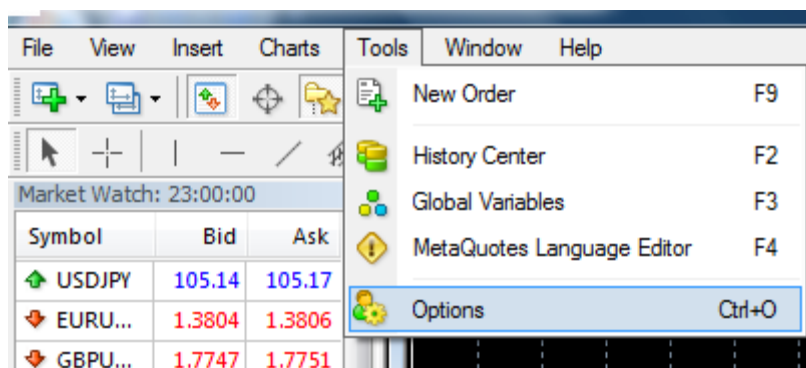 File View Insert Charts Tools Window Help
New Order F9
History Center F2
Global Variables F3
MetaQuotes Language Editor F4
Options Ctrl+O
Market Watch: 23:00:00
Symbol Bid Ask
USDJPY 105.14 105.17
EURU... 1.3804 1.3806
GBPU... 1.7747 1.7751